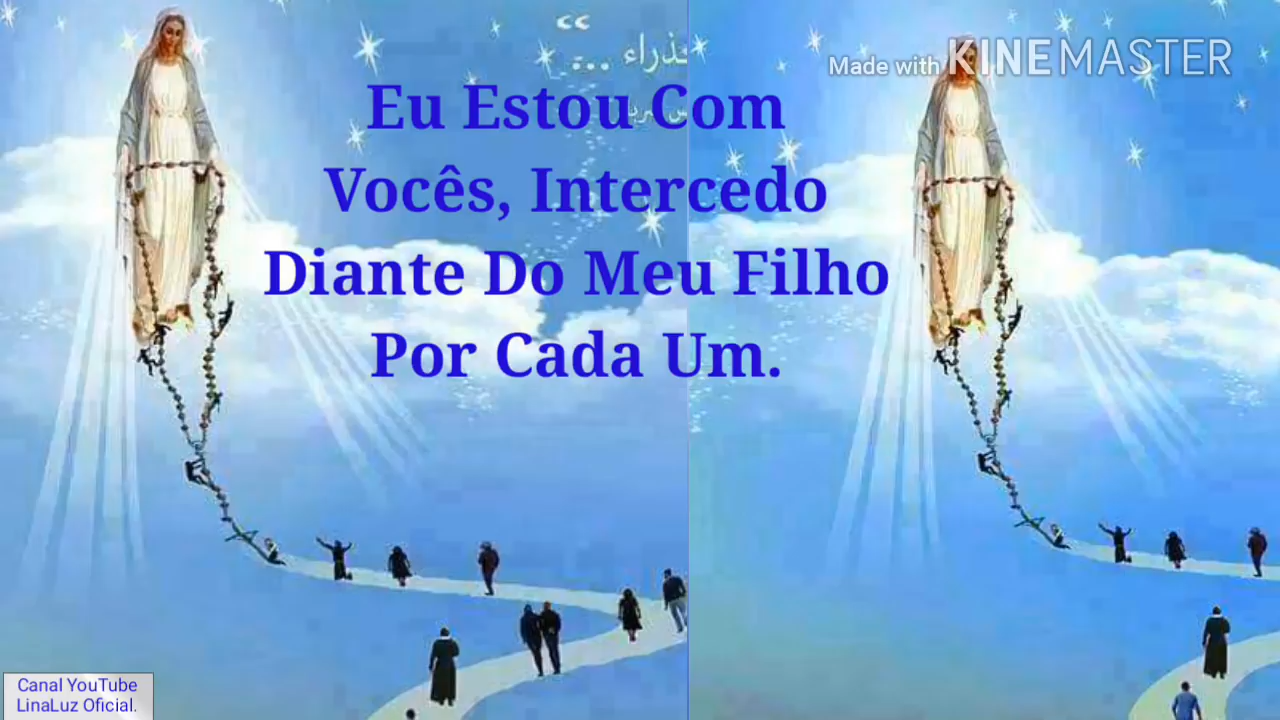 Made with KINEMASTER
Eu Estou Com
Vocês, Intercedo
Diante Do Meu Filho
Por Cada Um.
Canal YouTube
LinaLuz Oficial.